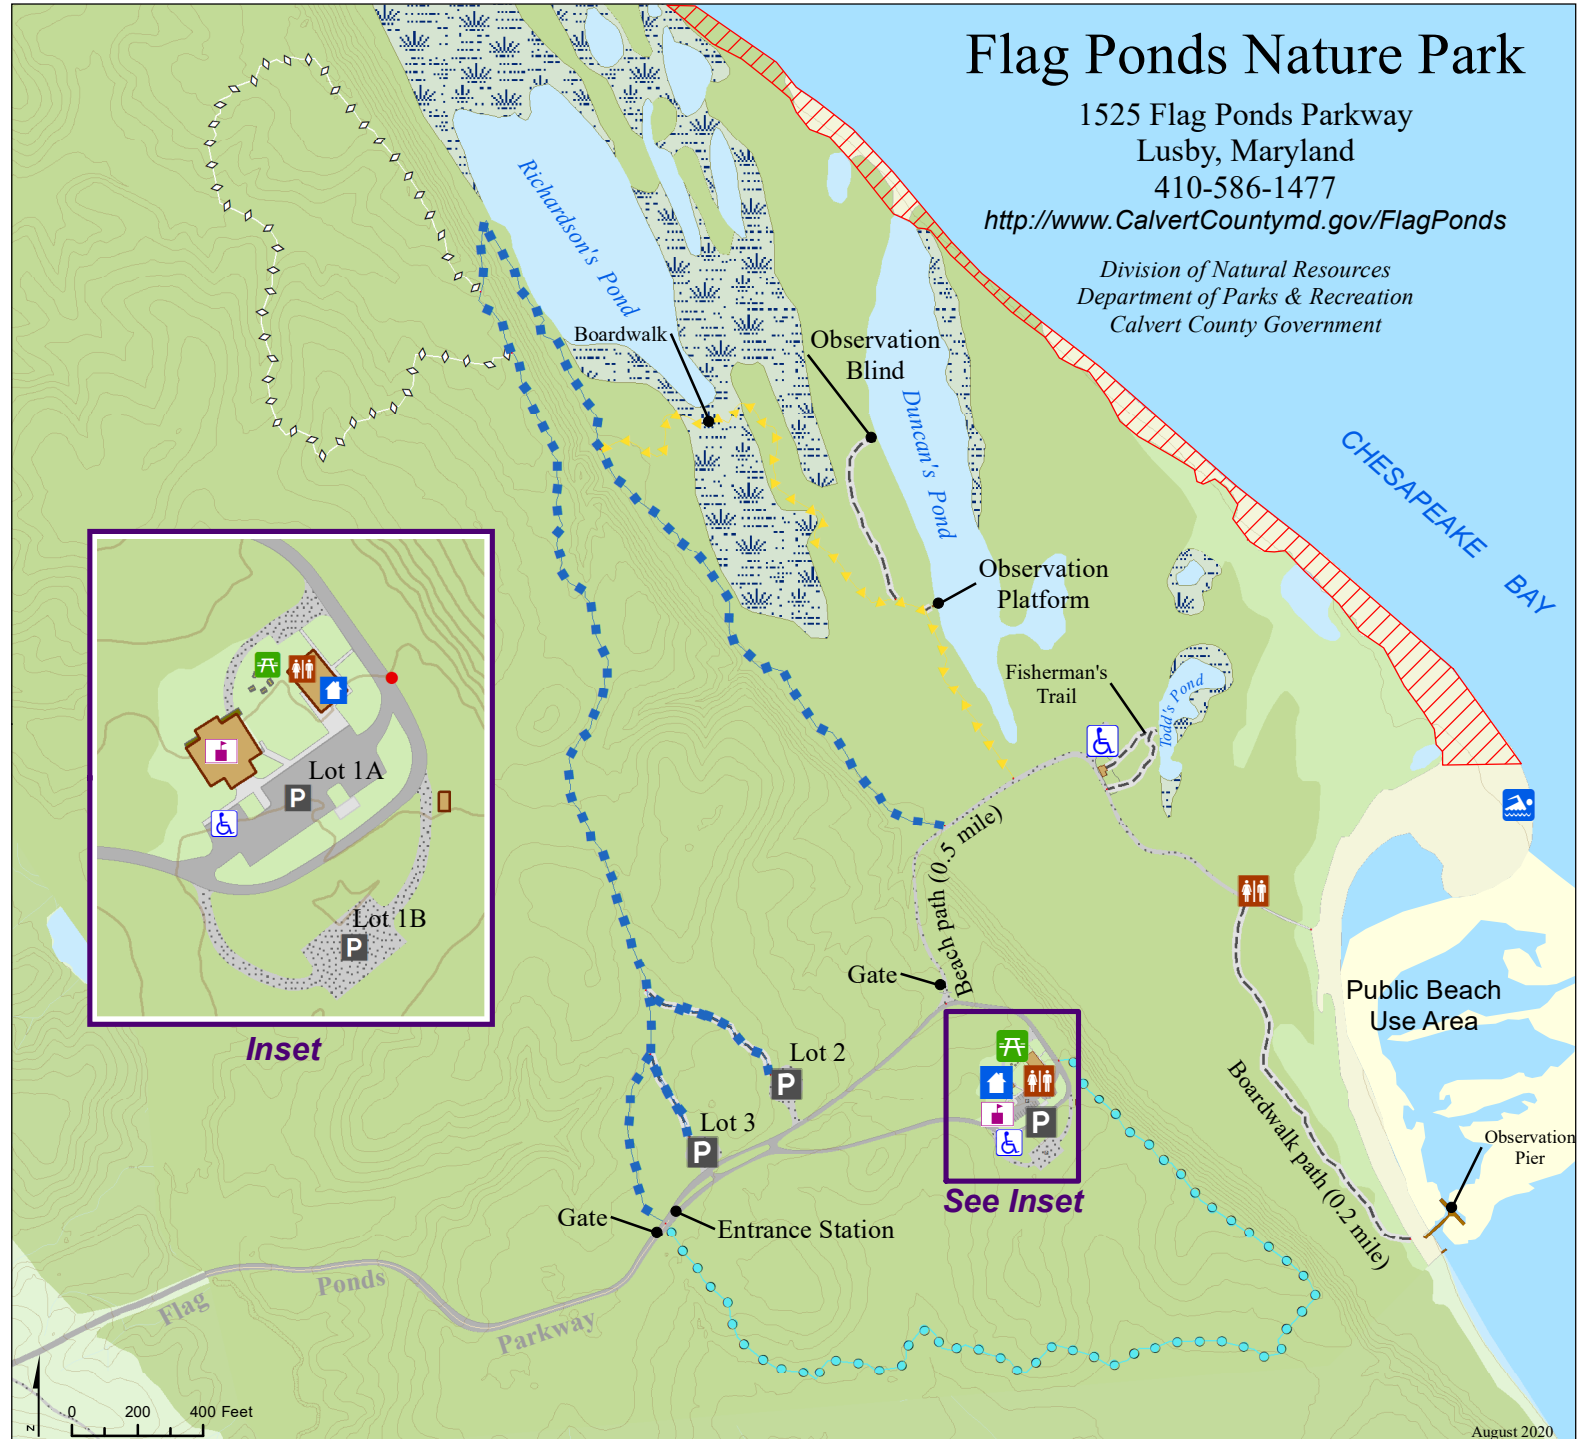 Flag Ponds Nature Park
1525 Flag Ponds Parkway
Lusby, Maryland
410-586-1477
http://www.CalvertCountymd.gov/FlagPonds
Division of Natural Resources
Department of Parks & Recreation
Calvert County Government
Richardson's Pond
Boardwalk
Observation
Blind
Duncan's Pond
CHESAPEAKE BAY
Observation
Platform
Fisherman's
Trail
Todd's Pond
Lot 1A
P
Lot 1B
P
Inset
Beach path (0.5 mile)
Gate
Public Beach
Use Area
Lot 2
P
Lot 3
P
P
See Inset
Boardwalk path (0.2 mile)
Observation
Pier
Gate
Entrance Station
Flag Ponds Parkway
N
0 200 400 Feet
August 2020